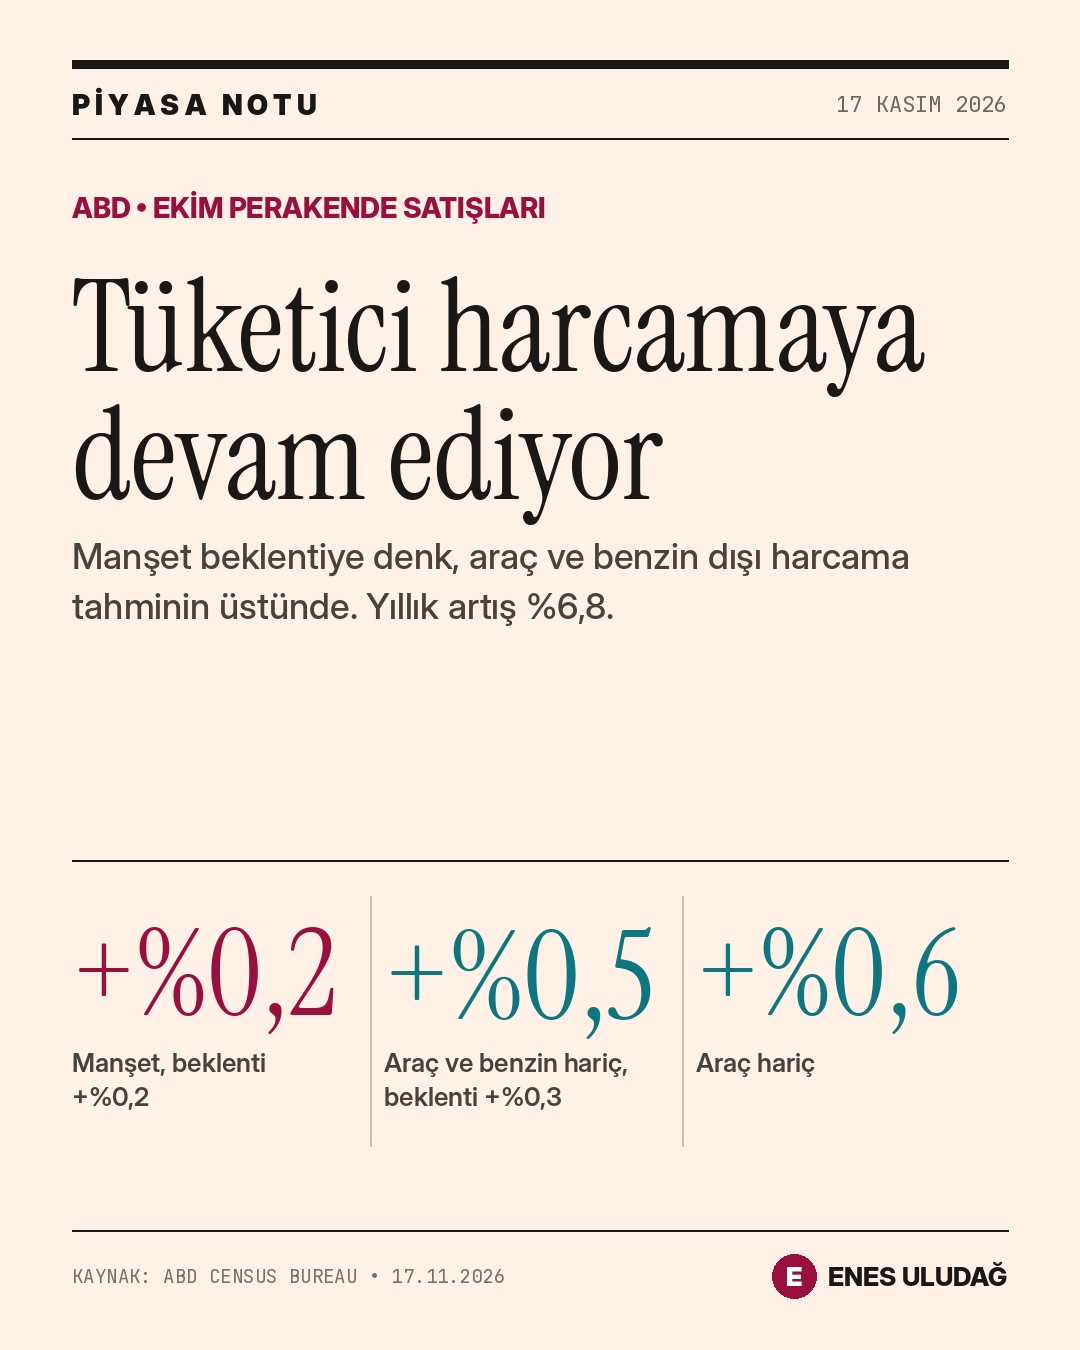 PİYASA NOTU
17 KASIM 2026
ABD • EKİM PERAKENDE SATIŞLARI
Tüketici harcamaya
devam ediyor
Manşet beklentiye denk, araç ve benzin dışı harcama
tahminin üstünde. Yıllık artış %6,8.
+%0,2
Manşet, beklenti
+%0,2
+%0,5
Araç ve benzin hariç,
beklenti +%0,3
+%0,6
Araç hariç
KAYNAK: ABD CENSUS BUREAU • 17.11.2026
E ENES ULUDAĞ